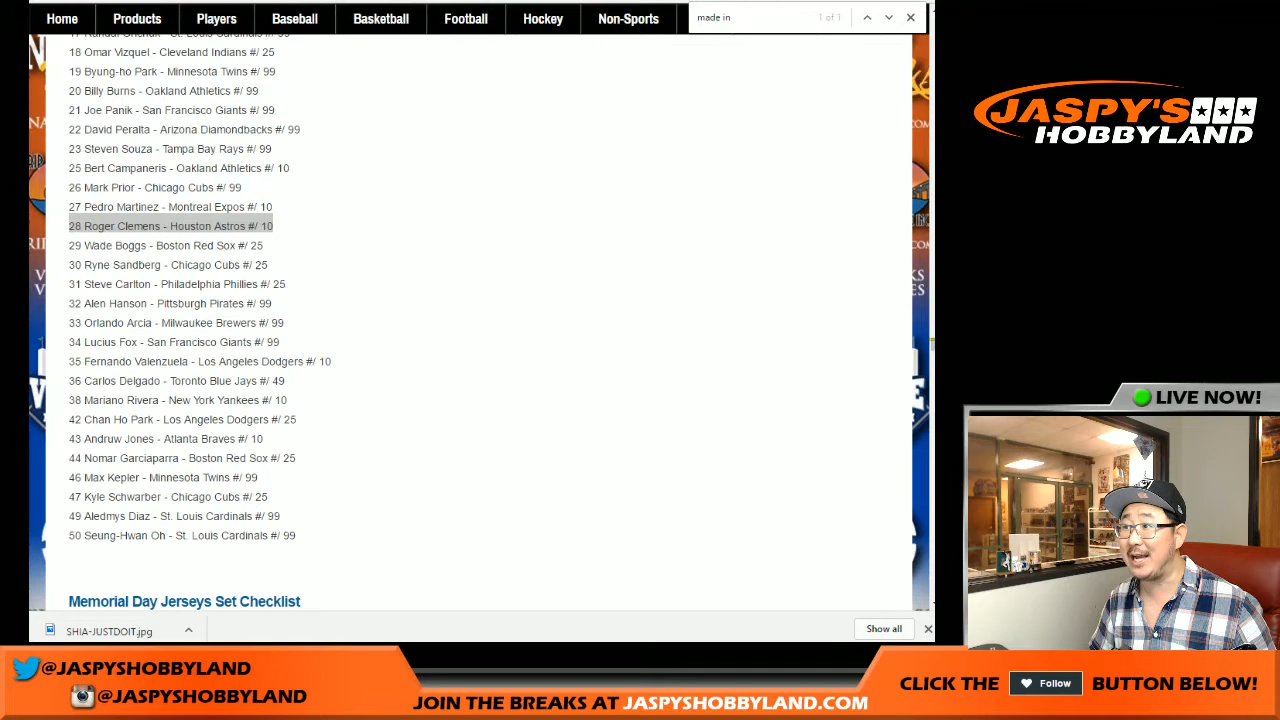 Home Products Players Baseball Basketball Football Hockey Non-Sports
made in 1 of 1
18 Omar Vizquel - Cleveland Indians #/ 25
19 Byung-ho Park - Minnesota Twins #/ 99
20 Billy Burns - Oakland Athletics #/ 99
21 Joe Panik - San Francisco Giants #/ 99
22 David Peralta - Arizona Diamondbacks #/ 99
23 Steven Souza - Tampa Bay Rays #/ 99
25 Bert Campaneris - Oakland Athletics #/ 10
26 Mark Prior - Chicago Cubs #/ 99
27 Pedro Martinez - Montreal Expos #/ 10
28 Roger Clemens - Houston Astros #/ 10
29 Wade Boggs - Boston Red Sox #/ 25
30 Ryne Sandberg - Chicago Cubs #/ 25
31 Steve Carlton - Philadelphia Phillies #/ 25
32 Alen Hanson - Pittsburgh Pirates #/ 99
33 Orlando Arcia - Milwaukee Brewers #/ 99
34 Lucius Fox - San Francisco Giants #/ 99
35 Fernando Valenzuela - Los Angeles Dodgers #/ 10
36 Carlos Delgado - Toronto Blue Jays #/ 49
38 Mariano Rivera - New York Yankees #/ 10
42 Chan Ho Park - Los Angeles Dodgers #/ 25
43 Andruw Jones - Atlanta Braves #/ 10
44 Nomar Garciaparra - Boston Red Sox #/ 25
46 Max Kepler - Minnesota Twins #/ 99
47 Kyle Schwarber - Chicago Cubs #/ 25
49 Aledmys Diaz - St. Louis Cardinals #/ 99
50 Seung-Hwan Oh - St. Louis Cardinals #/ 99
Memorial Day Jerseys Set Checklist
SHIA-JUSTDOIT.jpg
Show all
JASPY'S
HOBBYLAND
LIVE NOW!
@JASPYSHOBBYLAND
@JASPYSHOBBYLAND
JOIN THE BREAKS AT JASPYSHOBBYLAND.COM
CLICK THE Follow BUTTON BELOW!